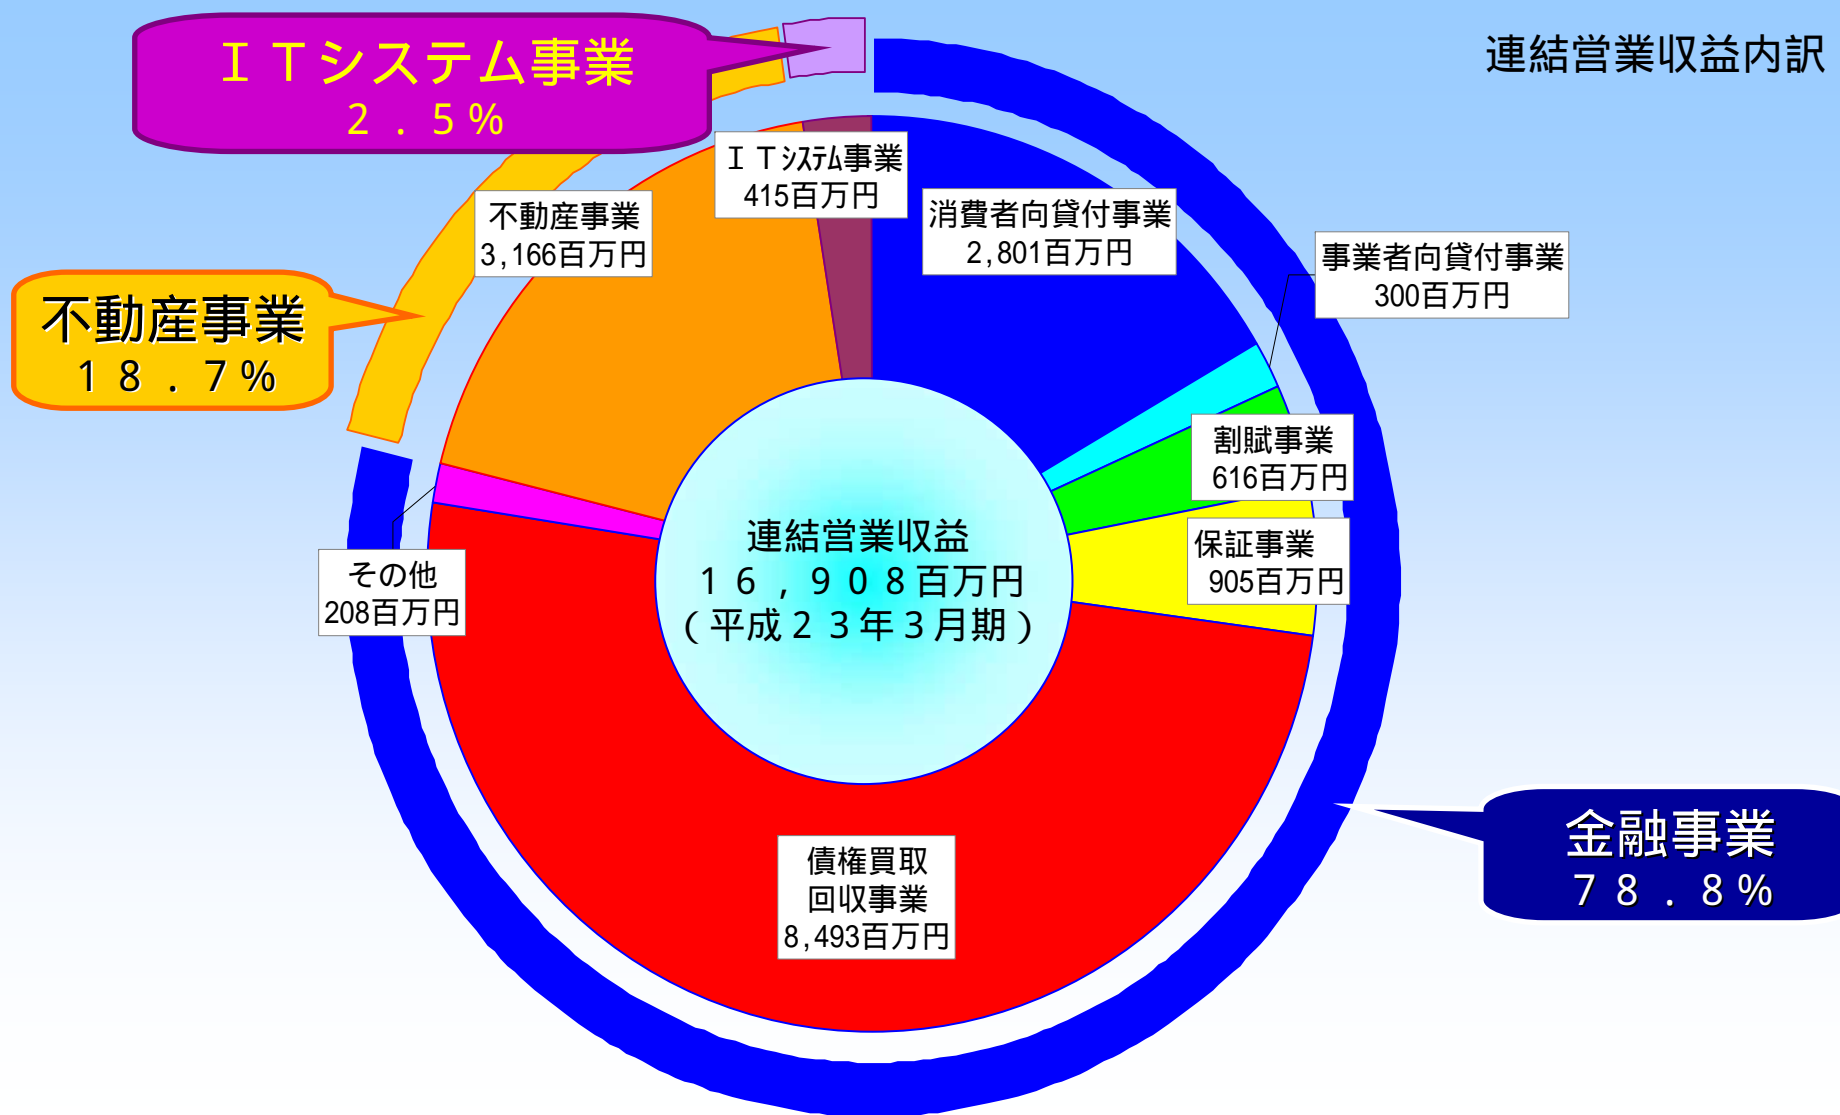 連結営業収益内訳
ＩＴシステム事業
２．５％
ＩＴｼｽﾃﾑ事業
415百万円
不動産事業
3,166百万円
消費者向貸付事業
2,801百万円
事業者向貸付事業
300百万円
不動産事業
１８．７％
割賦事業
616百万円
保証事業
905百万円
連結営業収益
１６，９０８百万円
（平成２３年３月期）
その他
208百万円
債権買取
回収事業
8,493百万円
金融事業
７８．８％